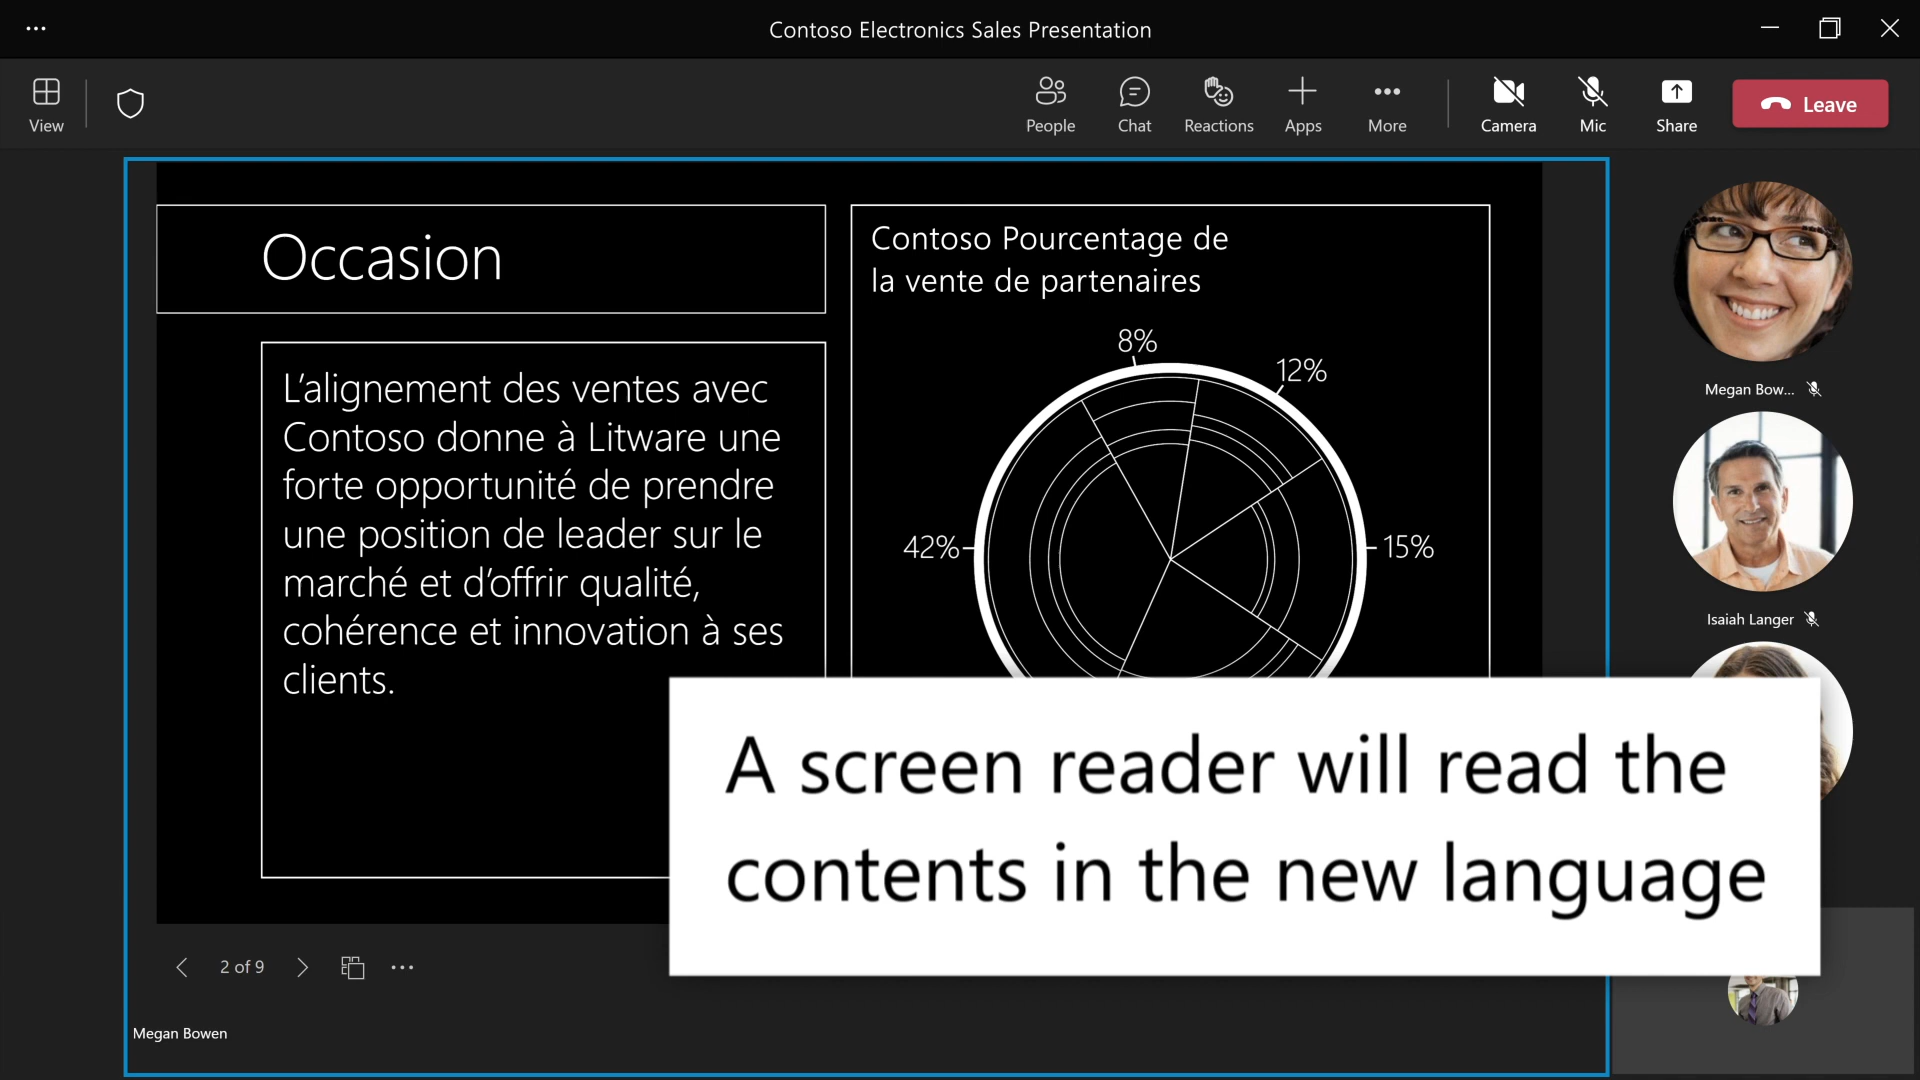 Contoso Electronics Sales Presentation
View
People
Chat
Reactions
Apps
More
Camera
Mic
Share
Leave
Occasion
L'alignement des ventes avec
Contoso donne à Litware une
forte opportunité de prendre
une position de leader sur le
marché et d'offrir qualité,
cohérence et innovation à ses
clients.
Contoso Pourcentage de
la vente de partenaires
8%
12%
42%
15%
Megan Bow...
Isaiah Langer
A screen reader will read the
contents in the new language
2 of 9
Megan Bowen